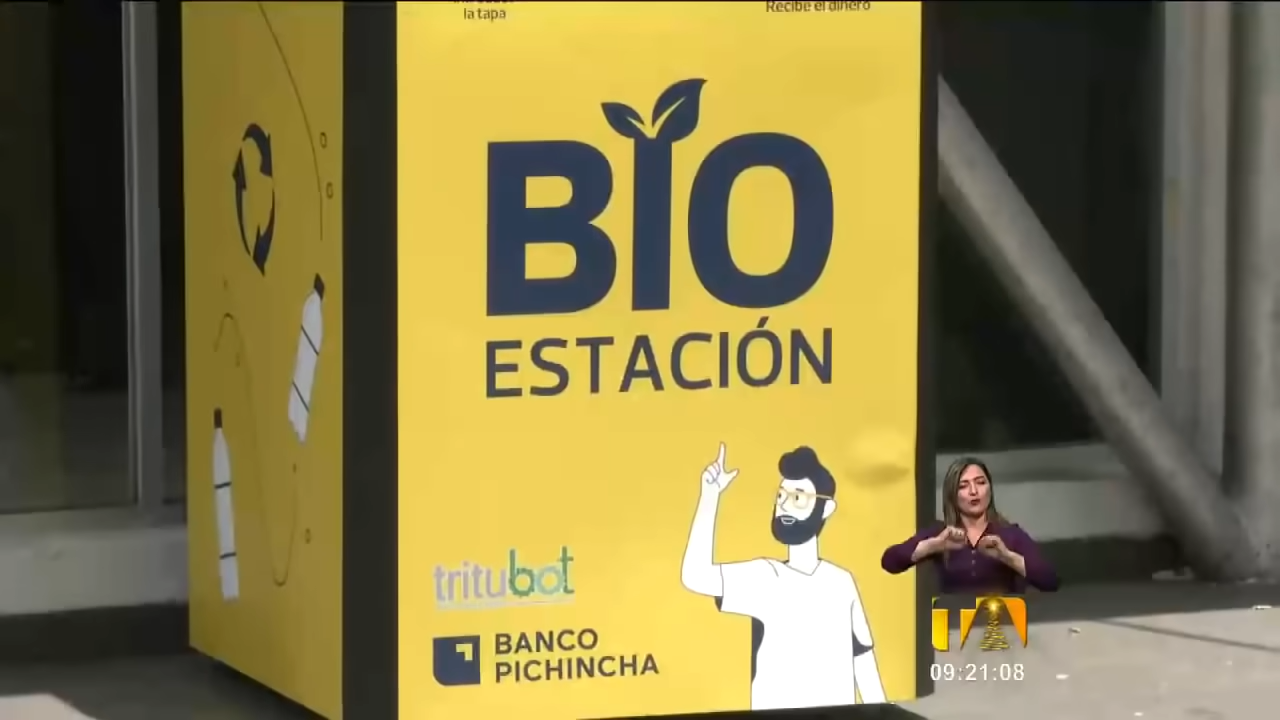 la tapa
Recibe el dinero
BIO
ESTACIÓN
tritubot
BANCO
PICHINCHA
09:21:08